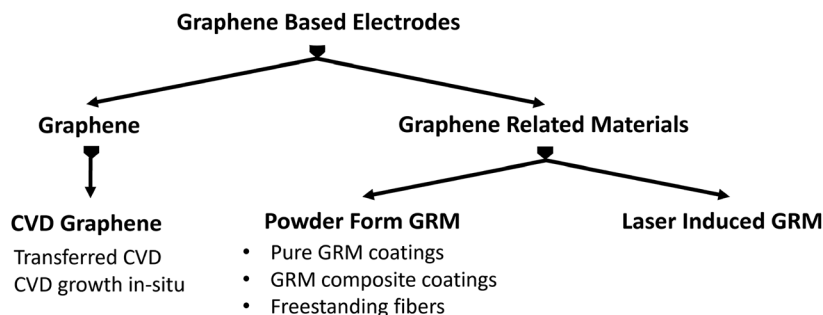 Graphene Based Electrodes
Graphene
Graphene Related Materials
CVD Graphene
Transferred CVD
CVD growth in-situ
Powder Form GRM
• Pure GRM coatings
• GRM composite coatings
• Freestanding fibers
Laser Induced GRM